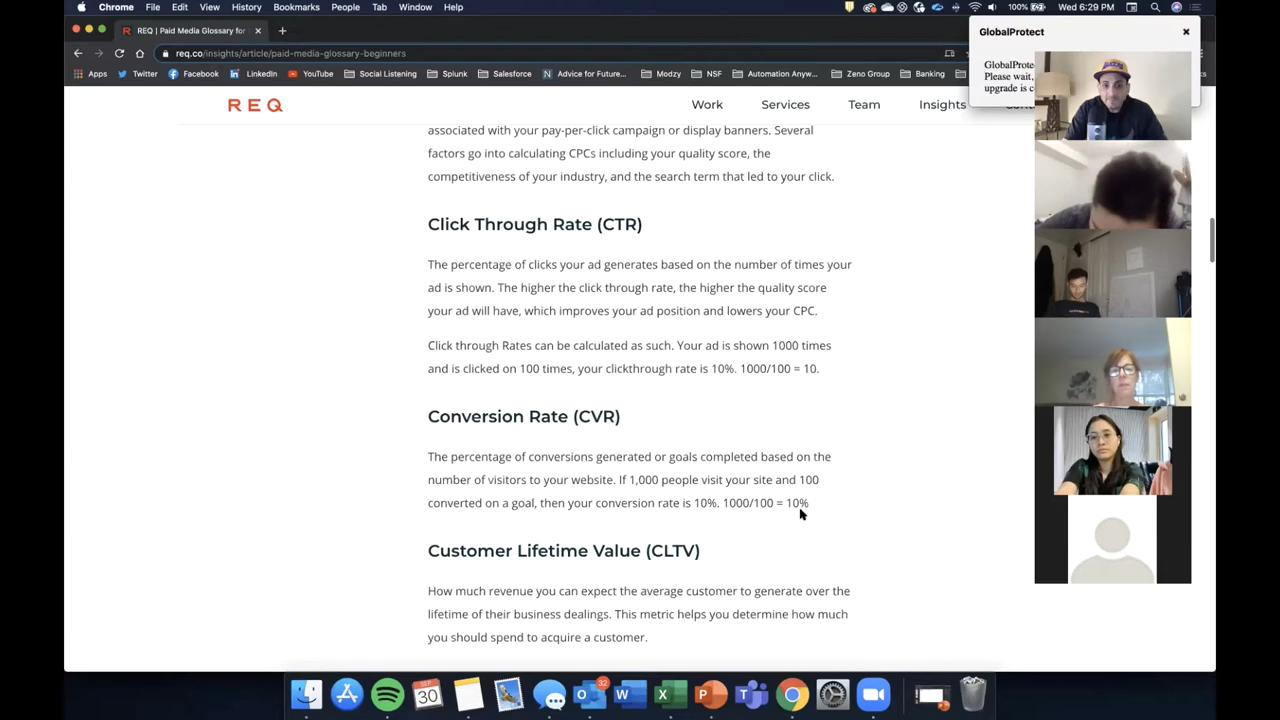 Chrome File Edit View History Bookmarks People Tab Window Help 100% Wed 6:29 PM
REQ | Paid Media Glossary for
req.co/insights/article/paid-media-glossary-beginners
Apps Twitter Facebook LinkedIn YouTube Social Listening Splunk Salesforce Advice for Future... Modzy NSF Automation Anyw... Zeno Group Banking
GlobalProtect
Please wait,
upgrade is
REQ Work Services Team Insights
associated with your pay-per-click campaign or display banners. Several
factors go into calculating CPCs including your quality score, the
competitiveness of your industry, and the search term that led to your click.
Click Through Rate (CTR)
The percentage of clicks your ad generates based on the number of times your
ad is shown. The higher the click through rate, the higher the quality score
your ad will have, which improves your ad position and lowers your CPC.
Click through Rates can be calculated as such. Your ad is shown 1000 times
and is clicked on 100 times, your clickthrough rate is 10%. 1000/100 = 10.
Conversion Rate (CVR)
The percentage of conversions generated or goals completed based on the
number of visitors to your website. If 1,000 people visit your site and 100
converted on a goal, then your conversion rate is 10%. 1000/100 = 10%
Customer Lifetime Value (CLTV)
How much revenue you can expect the average customer to generate over the
lifetime of their business dealings. This metric helps you determine how much
you should spend to acquire a customer.
SEP
30
32